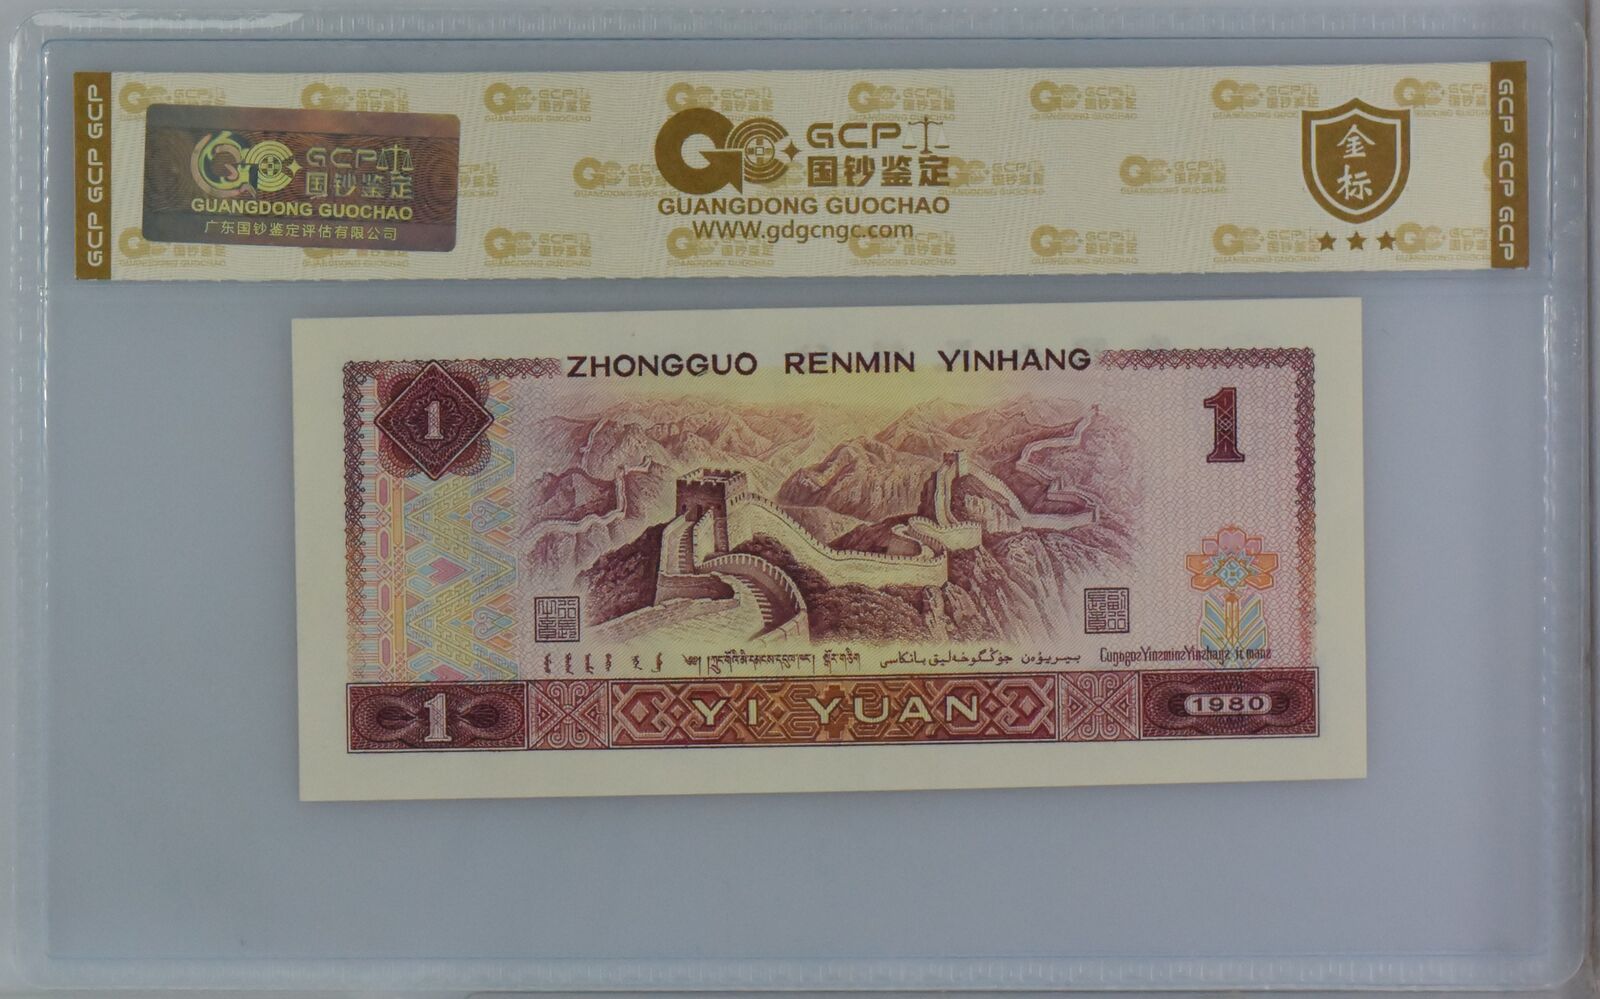 GCP GCP GCP
GCP 国钞鉴定
GUANGDONG GUOCHAO
广东国钞鉴定评估有限公司
GCP
国钞鉴定
GUANGDONG GUOCHAO
www.gdgcngc.com
金标
GCP GCP GCP
ZHONGGUO RENMIN YINHANG
1
1
1 YI YUAN 1980